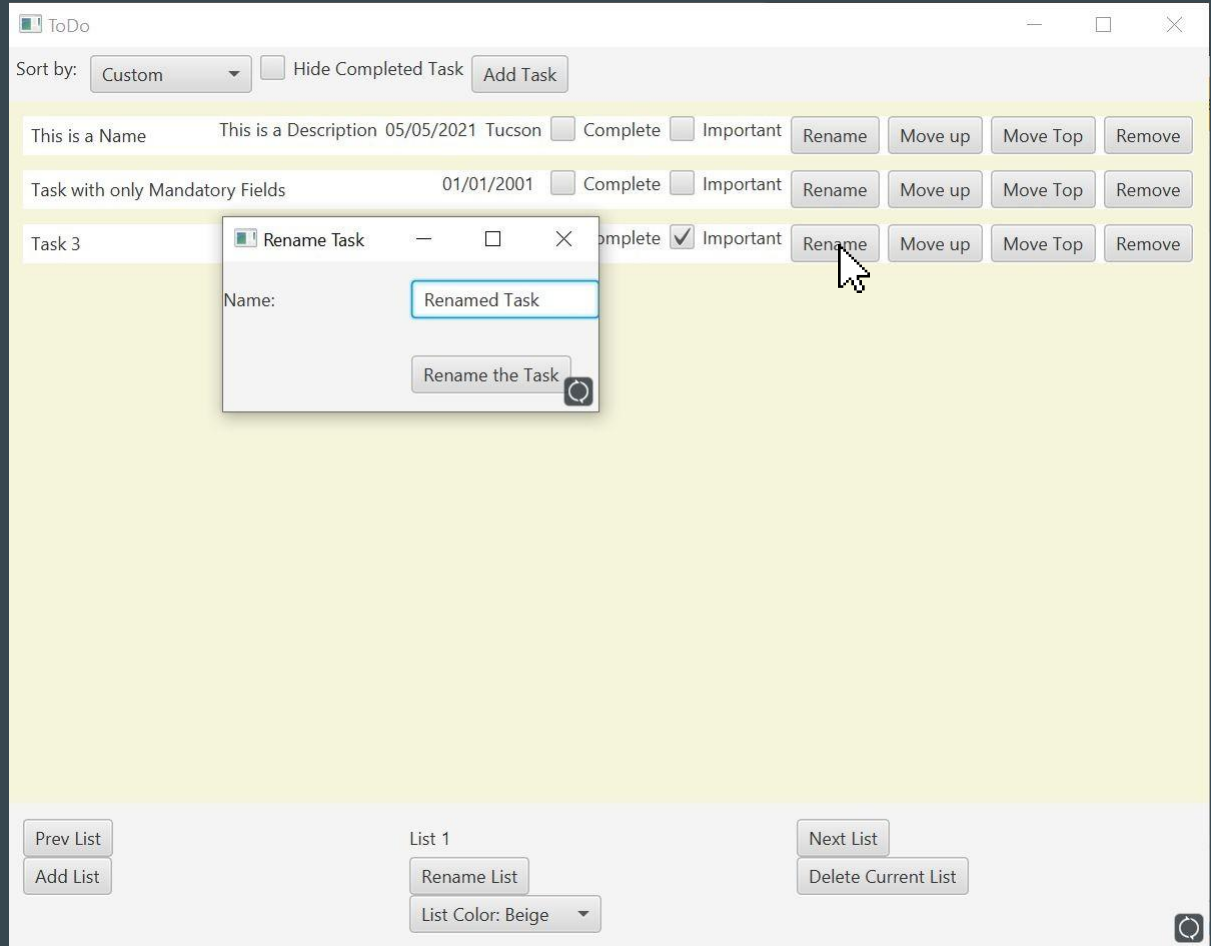 ToDo
Sort by: Custom Hide Completed Task Add Task
This is a Name This is a Description 05/05/2021 Tucson Complete Important Rename Move up Move Top Remove
Task with only Mandatory Fields 01/01/2001 Complete Important Rename Move up Move Top Remove
Task 3 Important Rename Move up Move Top Remove
Rename Task
Name: Renamed Task
Rename the Task
Prev List List 1 Next List
Add List Rename List Delete Current List
List Color: Beige